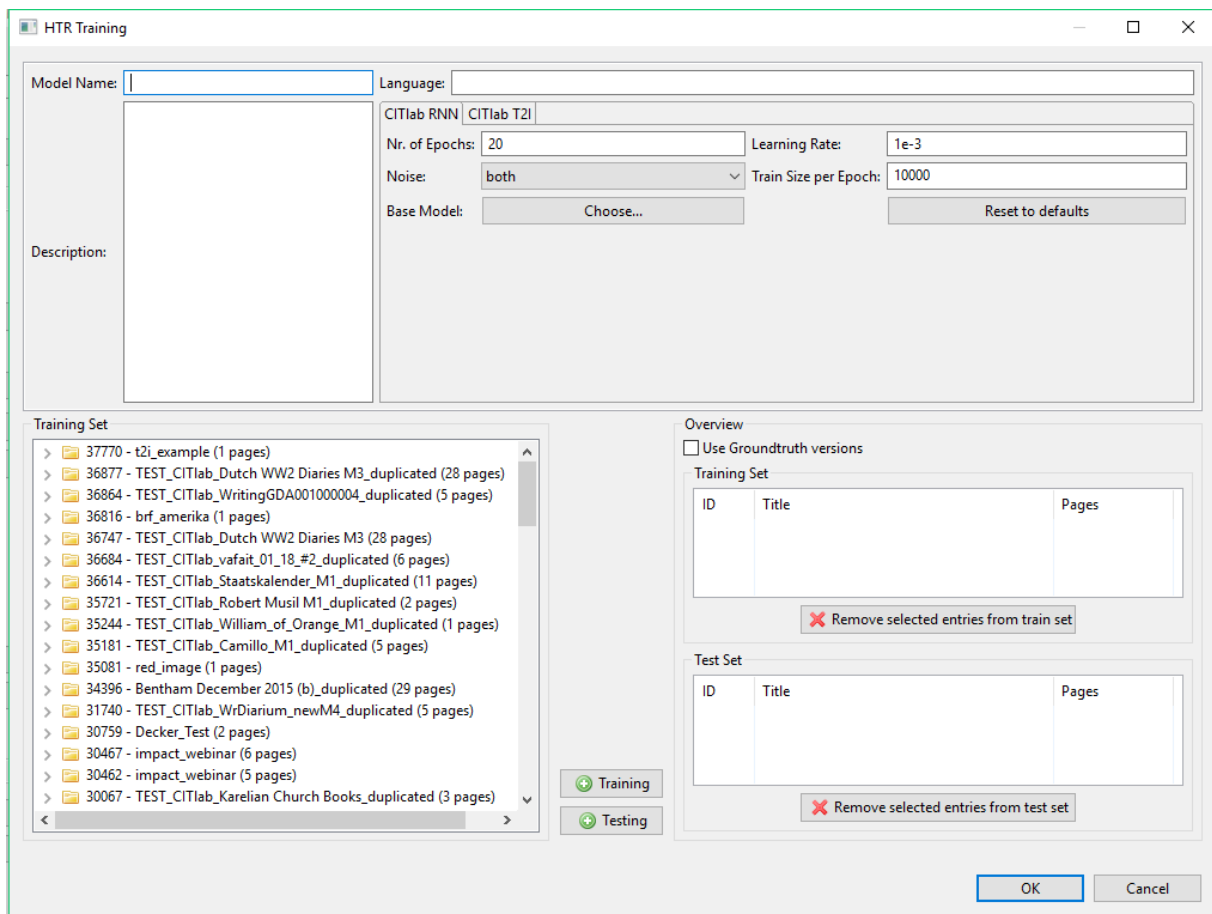 HTR Training
Model Name:
Language:
Description:
CITlab RNN
CITlab T2I
Nr. of Epochs: 20
Learning Rate: 1e-3
Noise: both
Train Size per Epoch: 10000
Base Model: Choose...
Reset to defaults
Training Set
37770 - t2i_example (1 pages)
36877 - TEST_CITlab_Dutch WW2 Diaries M3_duplicated (28 pages)
36864 - TEST_CITlab_WritingGDA001000004_duplicated (5 pages)
36816 - brf_amerika (1 pages)
36747 - TEST_CITlab_Dutch WW2 Diaries M3 (28 pages)
36684 - TEST_CITlab_vafait_01_18_#2_duplicated (6 pages)
36614 - TEST_CITlab_Staatskalender_M1_duplicated (11 pages)
35721 - TEST_CITlab_Robert Musil M1_duplicated (2 pages)
35244 - TEST_CITlab_William_of_Orange_M1_duplicated (1 pages)
35181 - TEST_CITlab_Camillo_M1_duplicated (5 pages)
35081 - red_image (1 pages)
34396 - Bentham December 2015 (b)_duplicated (29 pages)
31740 - TEST_CITlab_WrDiarium_newM4_duplicated (5 pages)
30759 - Decker_Test (2 pages)
30467 - impact_webinar (6 pages)
30462 - impact_webinar (5 pages)
30067 - TEST_CITlab_Karelian Church Books_duplicated (3 pages)
Training
Testing
Overview
Use Groundtruth versions
Training Set
ID Title Pages
Remove selected entries from train set
Test Set
ID Title Pages
Remove selected entries from test set
OK
Cancel